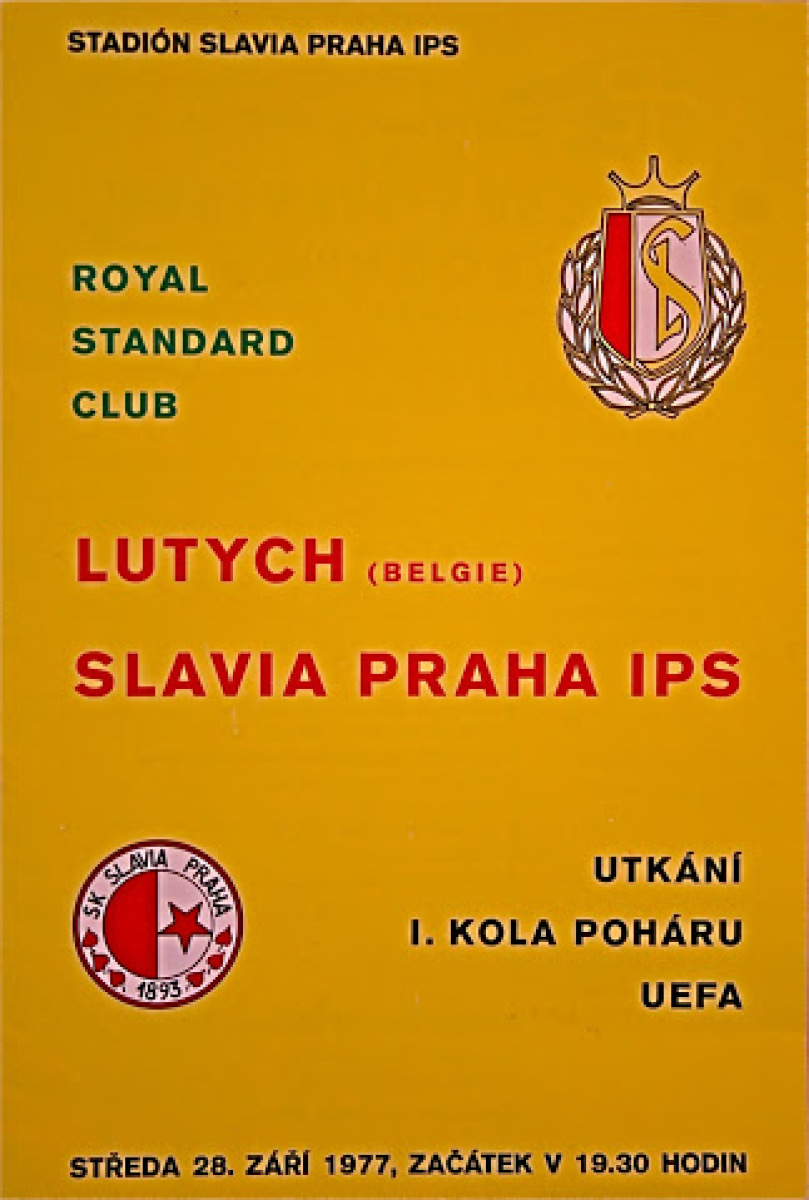 STADIÓN SLAVIA PRAHA IPS
ROYAL
STANDARD
CLUB
LUTYCH (BELGIE)
SLAVIA PRAHA IPS
SK SLAVIA PRAHA
1893
UTKÁNÍ
I. KOLA POHÁRU
UEFA
STŘEDA 28. ZÁŘÍ 1977, ZAČÁTEK V 19.30 HODIN